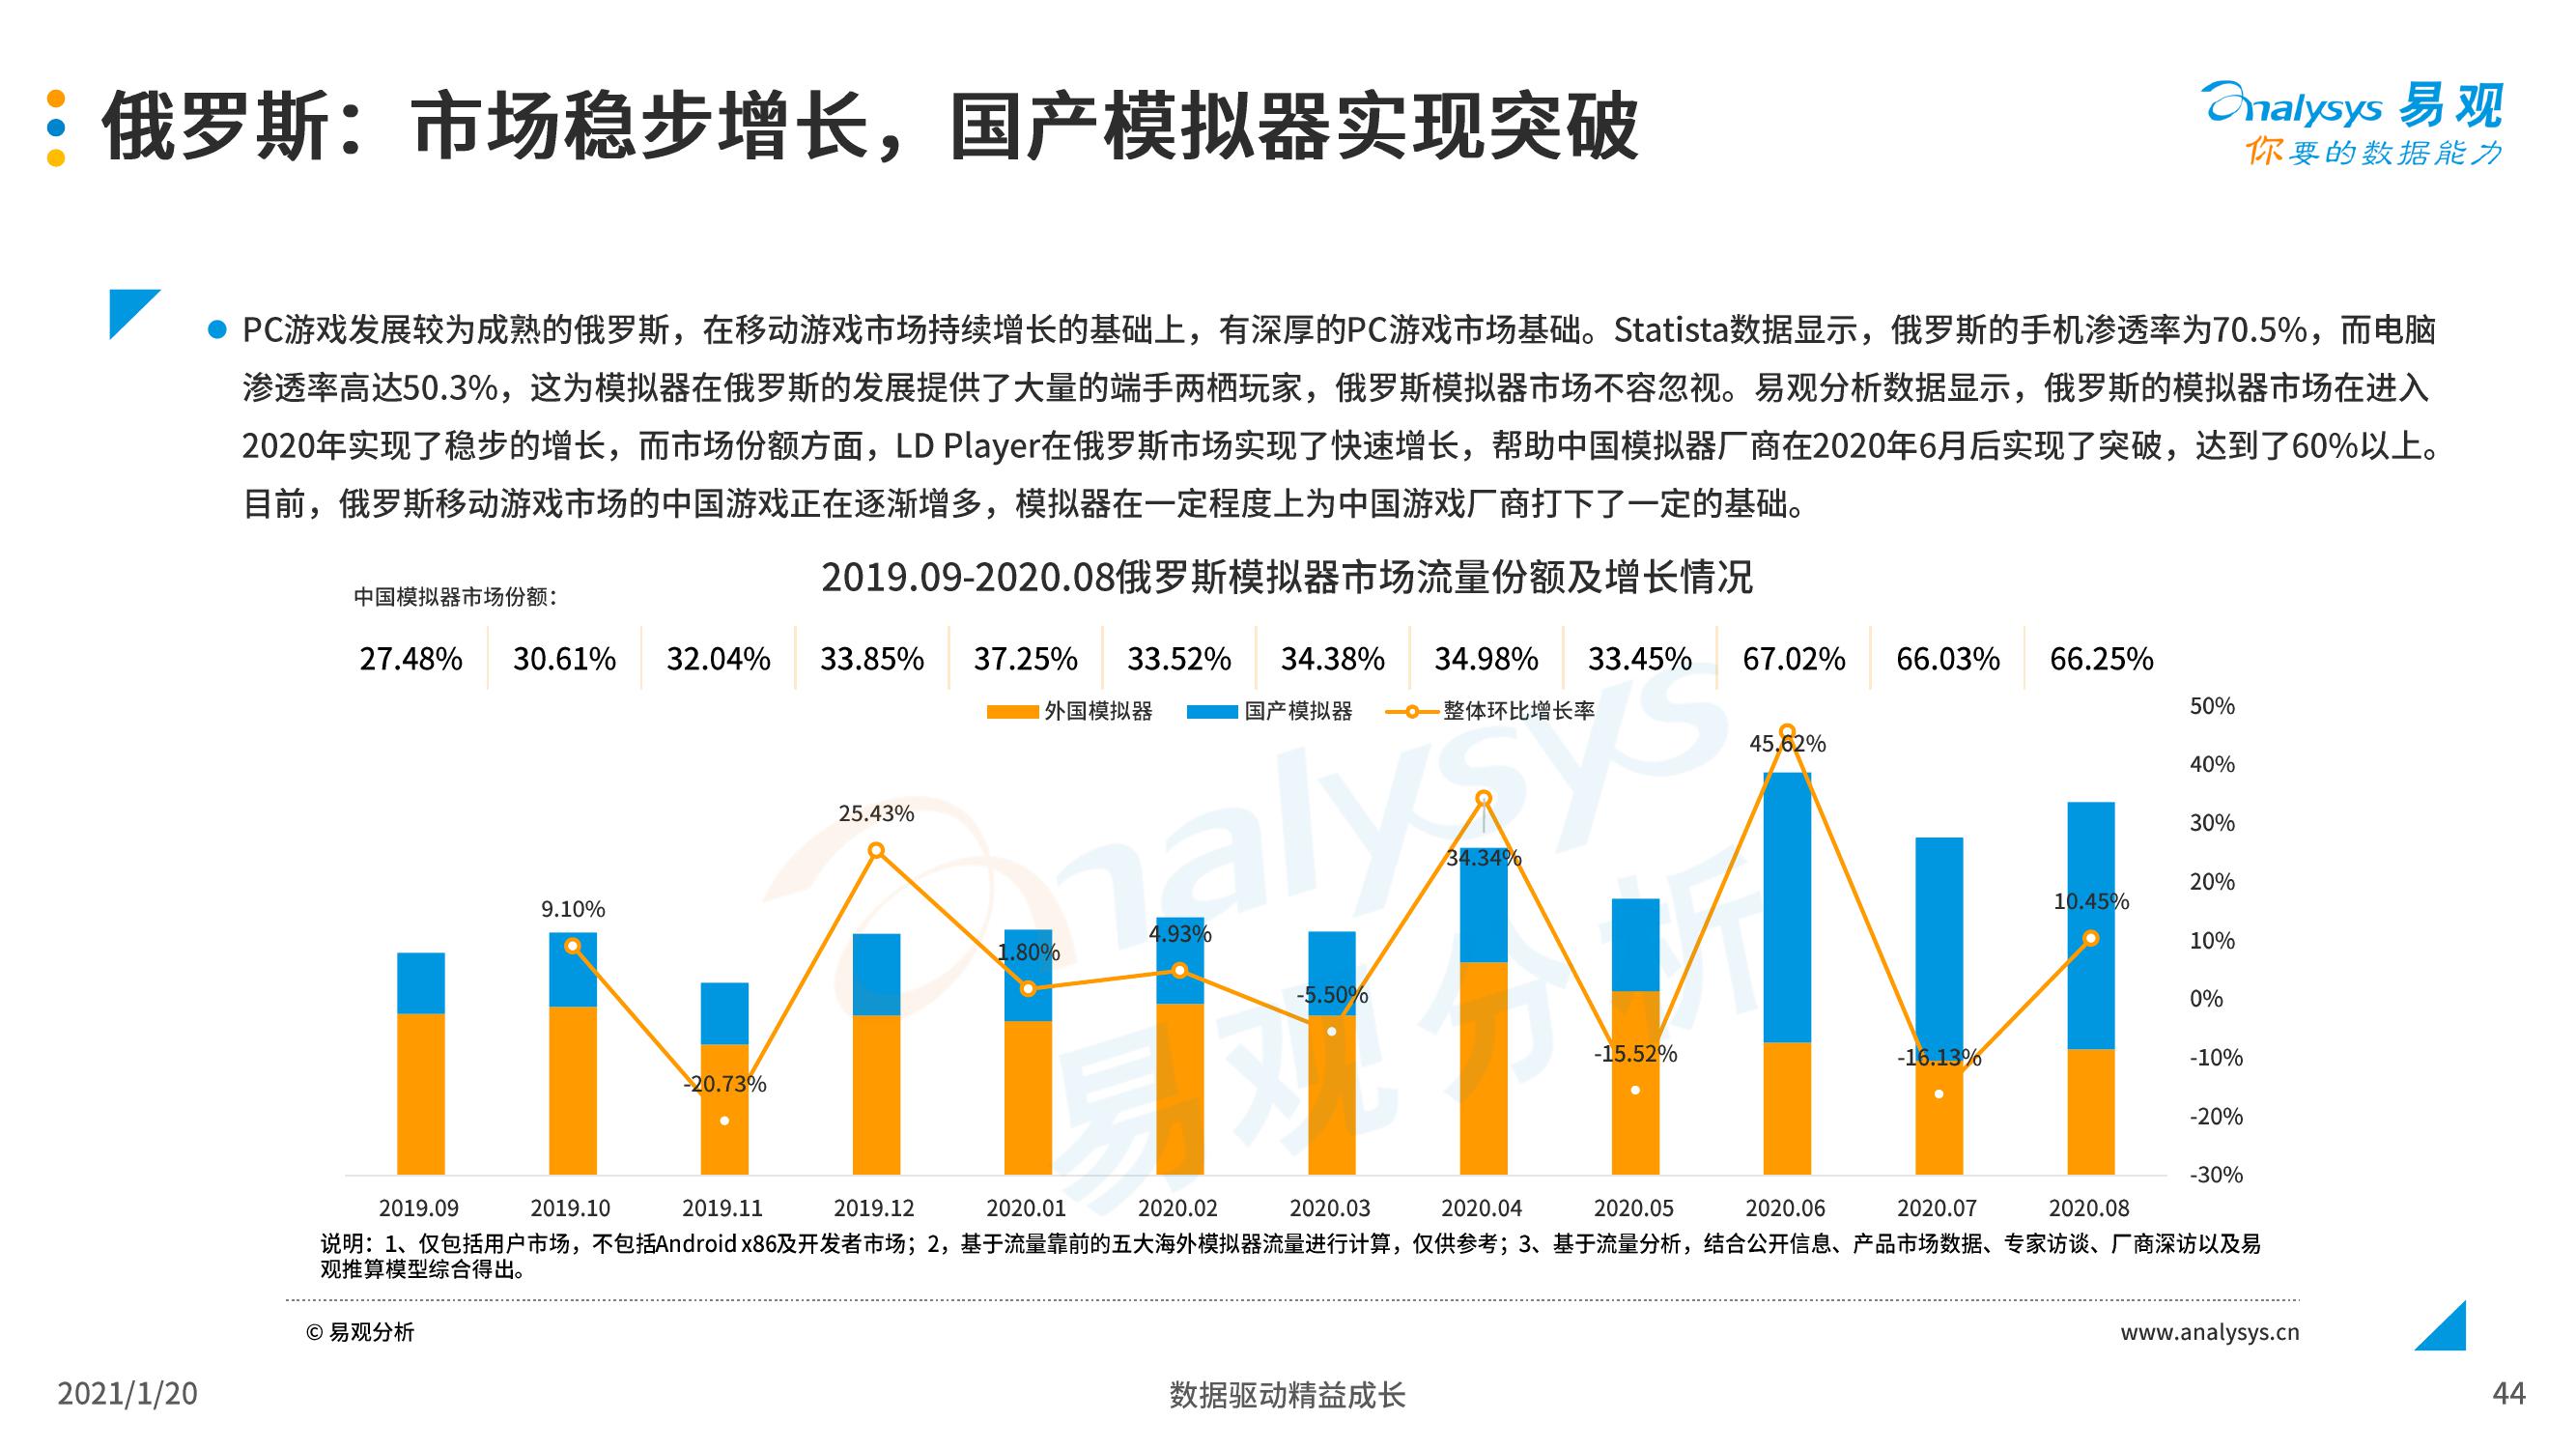 俄罗斯：市场稳步增长，国产模拟器实现突破
analysys 易观
你要的数据能力
PC游戏发展较为成熟的俄罗斯，在移动游戏市场持续增长的基础上，有深厚的PC游戏市场基础。Statista数据显示，俄罗斯的手机渗透率为70.5%，而电脑
渗透率高达50.3%，这为模拟器在俄罗斯的发展提供了大量的端手两栖玩家，俄罗斯模拟器市场不容忽视。易观分析数据显示，俄罗斯的模拟器市场在进入
2020年实现了稳步的增长，而市场份额方面，LD Player在俄罗斯市场实现了快速增长，帮助中国模拟器厂商在2020年6月后实现了突破，达到了60%以上。
目前，俄罗斯移动游戏市场的中国游戏正在逐渐增多，模拟器在一定程度上为中国游戏厂商打下了一定的基础。
2019.09-2020.08俄罗斯模拟器市场流量份额及增长情况
中国模拟器市场份额：
27.48% 30.61% 32.04% 33.85% 37.25% 33.52% 34.38% 34.98% 33.45% 67.02% 66.03% 66.25%
外国模拟器 国产模拟器 整体环比增长率
50%
40%
30%
20%
10%
0%
-10%
-20%
-30%
9.10%
-20.73%
25.43%
1.80%
4.93%
-5.50%
34.34%
-15.52%
45.62%
-16.13%
10.45%
analysys
易观分析
2019.09 2019.10 2019.11 2019.12 2020.01 2020.02 2020.03 2020.04 2020.05 2020.06 2020.07 2020.08
说明：1、仅包括用户市场，不包括Android x86及开发者市场；2，基于流量靠前的五大海外模拟器流量进行计算，仅供参考；3、基于流量分析，结合公开信息、产品市场数据、专家访谈、厂商深访以及易
观推算模型综合得出。
© 易观分析 www.analysys.cn
2021/1/20 数据驱动精益成长 44